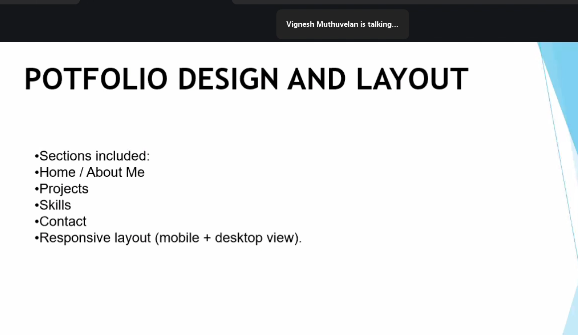 Vignesh Muthuvelan is talking...
POTFOLIO DESIGN AND LAYOUT
•Sections included:
•Home / About Me
•Projects
•Skills
•Contact
•Responsive layout (mobile + desktop view).